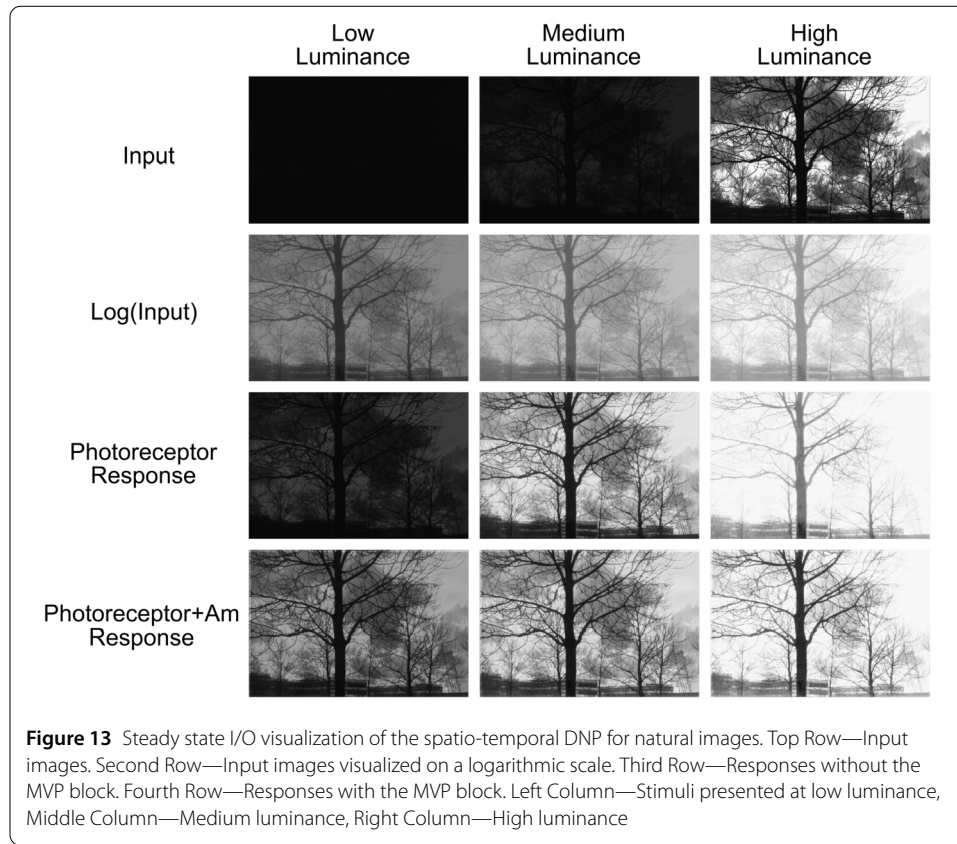 Low
Luminance
Medium
Luminance
High
Luminance
Input
Log(Input)
Photoreceptor
Response
Photoreceptor+Am
Response
Figure 13 Steady state I/O visualization of the spatio-temporal DNP for natural images. Top Row—Input
images. Second Row—Input images visualized on a logarithmic scale. Third Row—Responses without the
MVP block. Fourth Row—Responses with the MVP block. Left Column—Stimuli presented at low luminance,
Middle Column—Medium luminance, Right Column—High luminance